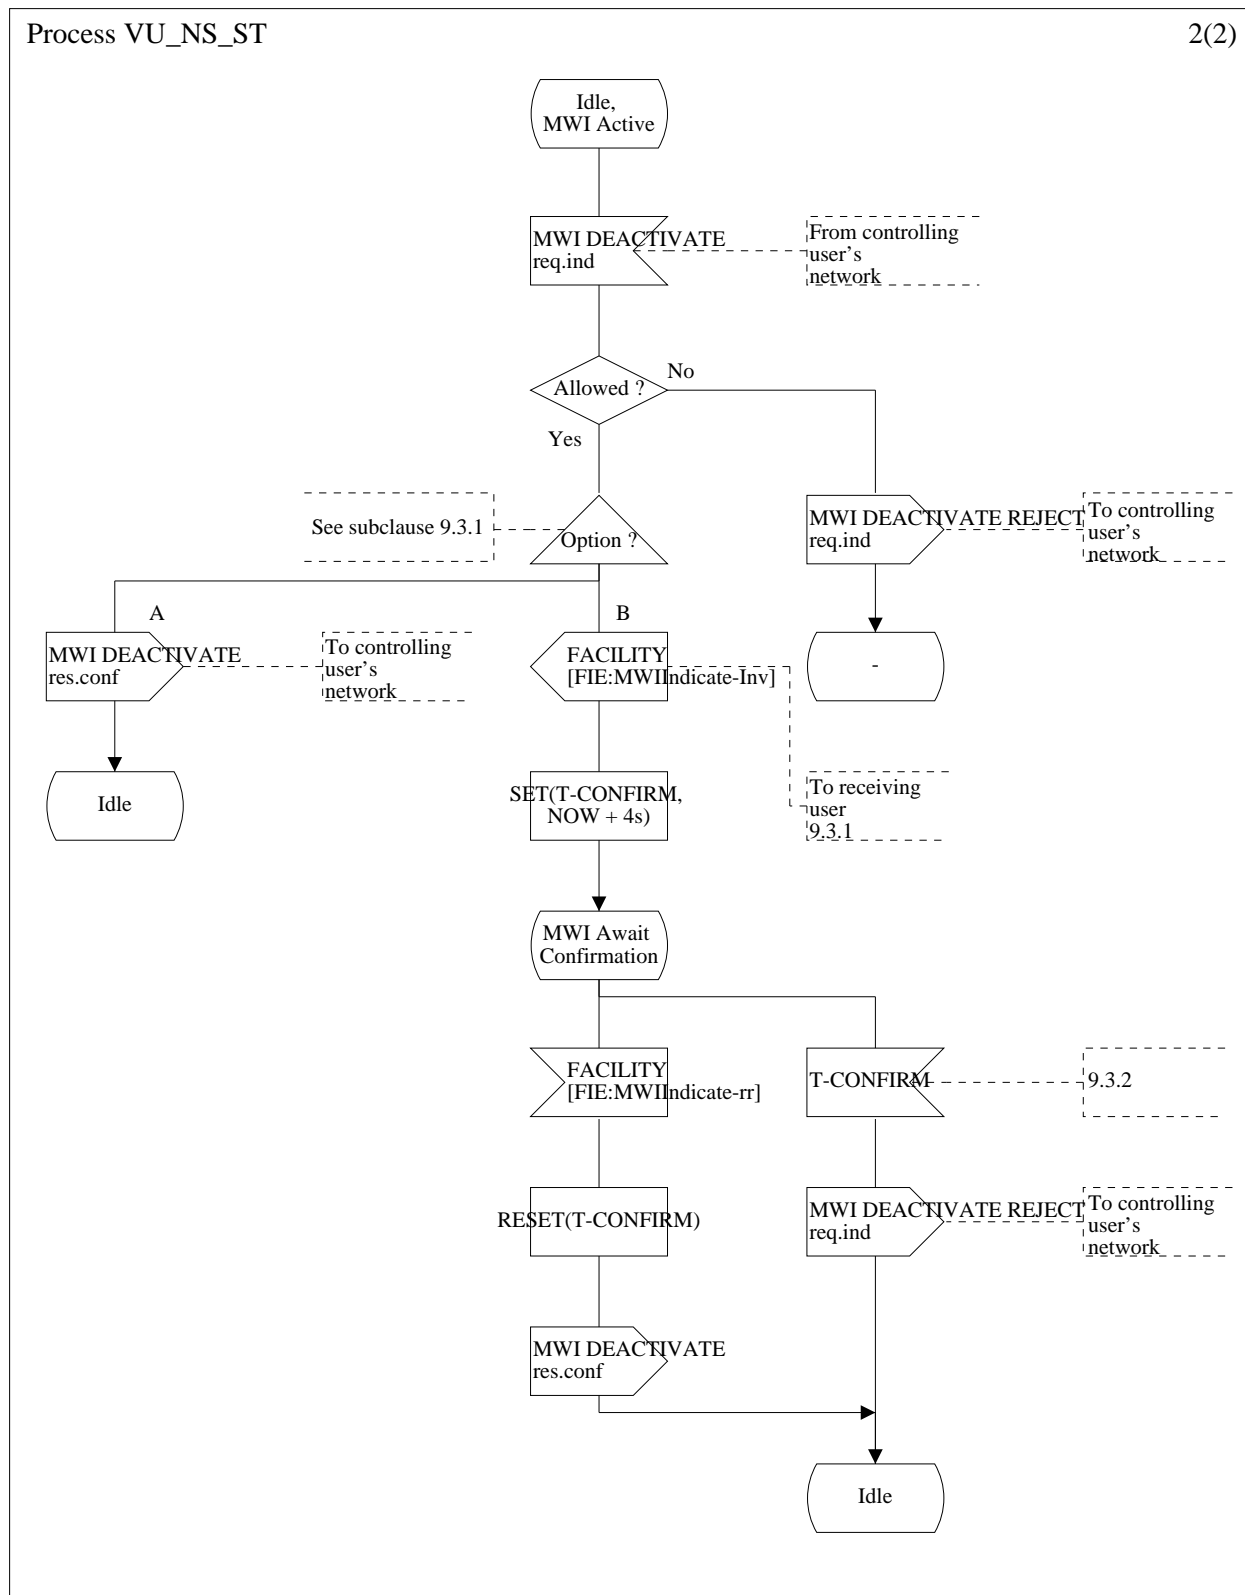 Process VU_NS_ST
2(2)
Idle,
MWI Active
MWI DEACTIVATE
req.ind
From controlling
user's
network
Allowed ?
No
Yes
See subclause 9.3.1
Option ?
MWI DEACTIVATE REJECT
req.ind
To controlling
user's
network
A
B
MWI DEACTIVATE
res.conf
To controlling
user's
network
FACILITY
[FIE:MWIIndicate-Inv]
-
Idle
SET(T-CONFIRM,
NOW + 4s)
To receiving
user
9.3.1
MWI Await
Confirmation
FACILITY
[FIE:MWIIndicate-rr]
T-CONFIRM
9.3.2
RESET(T-CONFIRM)
MWI DEACTIVATE REJECT
req.ind
To controlling
user's
network
MWI DEACTIVATE
res.conf
Idle